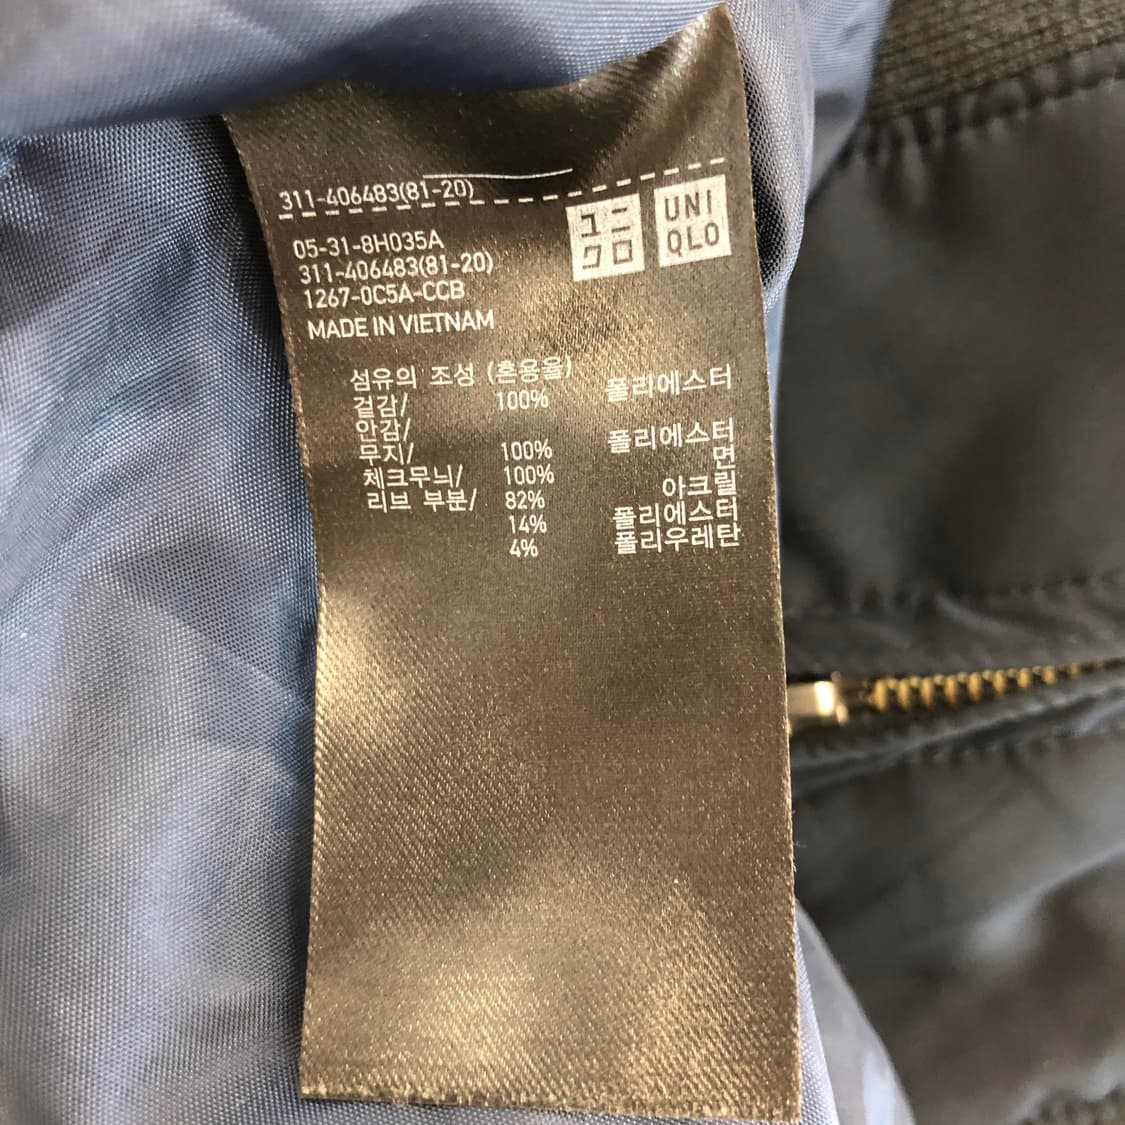 311-406483(81-20)
ユニ
クロ
UNI
QLO
05-31-8H035A
311-406483(81-20)
1267-0C5A-CCB
MADE IN VIETNAM
섬유의 조성 (혼용율)
겉감/ 100% 폴리에스터
안감/
무지/ 100% 폴리에스터
체크무늬/ 100% 면
리브 부분/ 82% 아크릴
14% 폴리에스터
4% 폴리우레탄